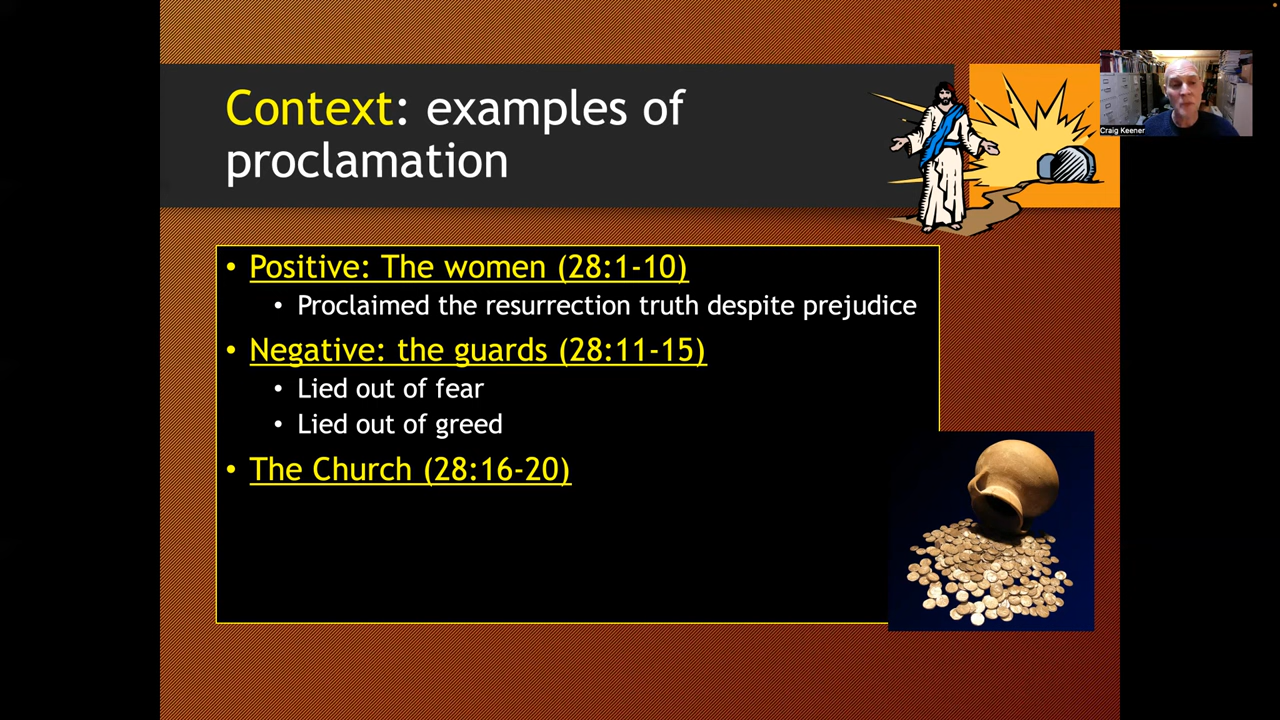 Context: examples of
proclamation
Craig Keener
• Positive: The women (28:1-10)
• Proclaimed the resurrection truth despite prejudice
• Negative: the guards (28:11-15)
• Lied out of fear
• Lied out of greed
• The Church (28:16-20)